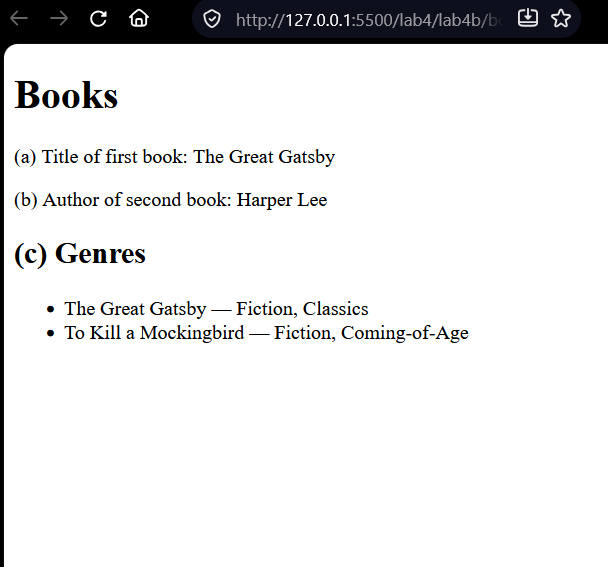 http://127.0.0.1:5500/lab4/lab4b/b
Books
(a) Title of first book: The Great Gatsby
(b) Author of second book: Harper Lee
(c) Genres
• The Great Gatsby — Fiction, Classics
• To Kill a Mockingbird — Fiction, Coming-of-Age